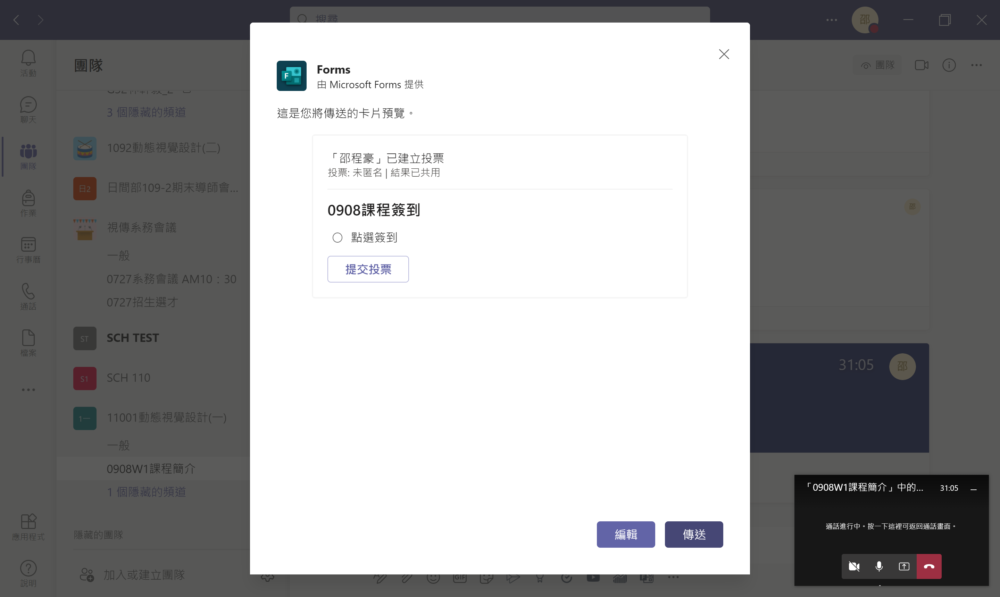 搜尋
邵
活動
聊天
團隊
作業
行事曆
通話
檔案
應用程式
說明
團隊
3 個隱藏的頻道
1092動態視覺設計(二)
日2
日間部109-2期末導師會...
視傳系務會議
一般
0727系務會議 AM10：30
0727招生選才
ST
SCH TEST
S1
SCH 110
1一
11001動態視覺設計(一)
一般
0908W1課程簡介
1 個隱藏的頻道
隱藏的團隊
加入或建立團隊
F
Forms
由 Microsoft Forms 提供
這是您將傳送的卡片預覽。
「邵程豪」已建立投票
投票: 未匿名 | 結果已共用
0908課程簽到
點選簽到
提交投票
編輯
傳送
團隊
邵
31:05
邵
「0908W1課程簡介」中的...
31:05
通話進行中。按一下這裡可返回通話畫面。
GIF
F